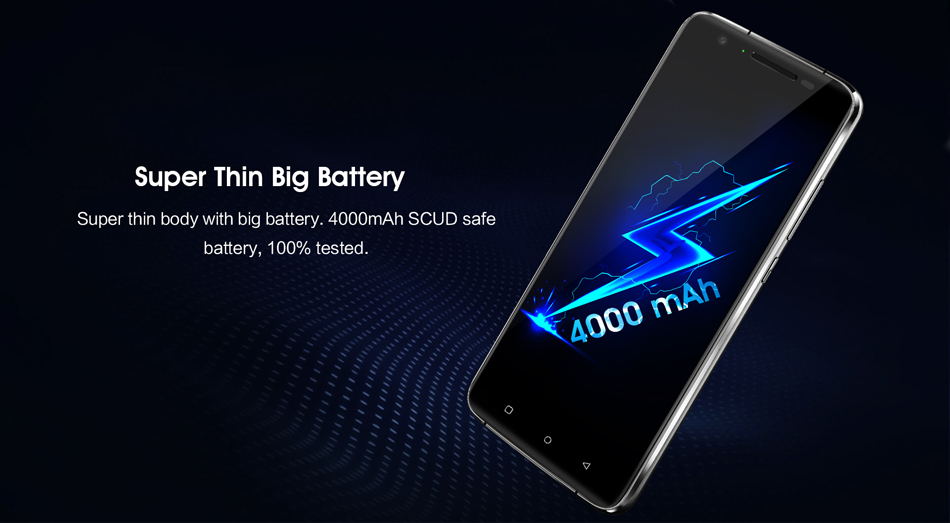 Super Thin Big Battery
Super thin body with big battery. 4000mAh SCUD safe
battery, 100% tested.
4000 mAh